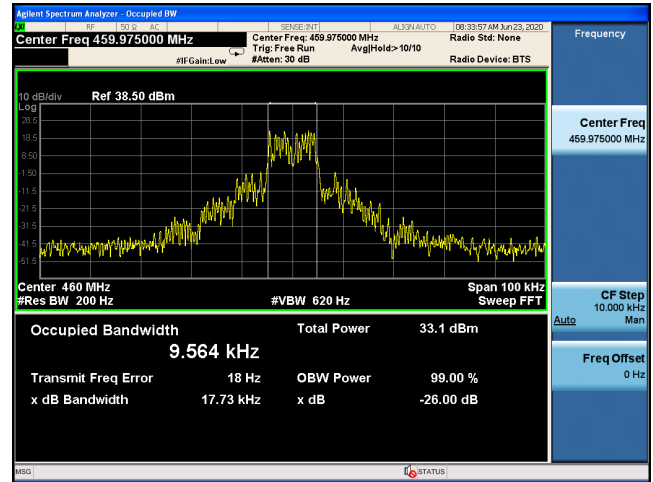 Agilent Spectrum Analyzer - Occupied BW
RF 50 Ω AC SENSE:INT ALIGN AUTO 08:33:57 AM Jun 23, 2020
Center Freq 459.975000 MHz
Center Freq: 459.975000 MHz Radio Std: None
Trig: Free Run Avg|Hold:> 10/10
#IFGain:Low #Atten: 30 dB Radio Device: BTS
Frequency
10 dB/div Ref 38.50 dBm
Log
28.5
18.5
8.50
-1.50
-11.5
-21.5
-31.5
-41.5
-51.5
Center Freq
459.975000 MHz
Center 460 MHz Span 100 kHz
#Res BW 200 Hz #VBW 620 Hz Sweep FFT
CF Step
10.000 kHz
Auto Man
Occupied Bandwidth Total Power 33.1 dBm
9.564 kHz
Transmit Freq Error 18 Hz OBW Power 99.00 %
x dB Bandwidth 17.73 kHz x dB -26.00 dB
Freq Offset
0 Hz
MSG STATUS